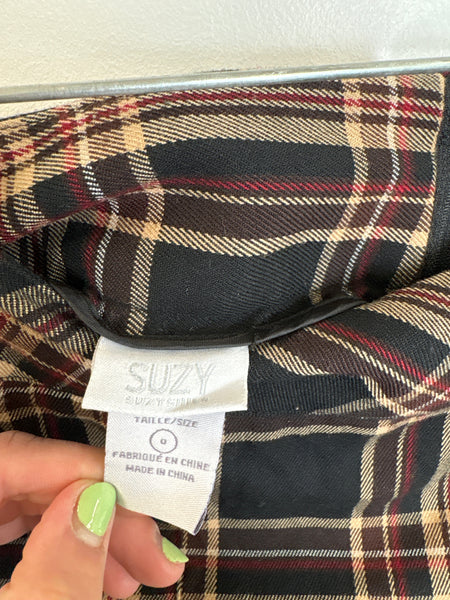 SUZY
SUZY SHIER
TAILLE/SIZE
0
FABRIQUÉ EN CHINE
MADE IN CHINA